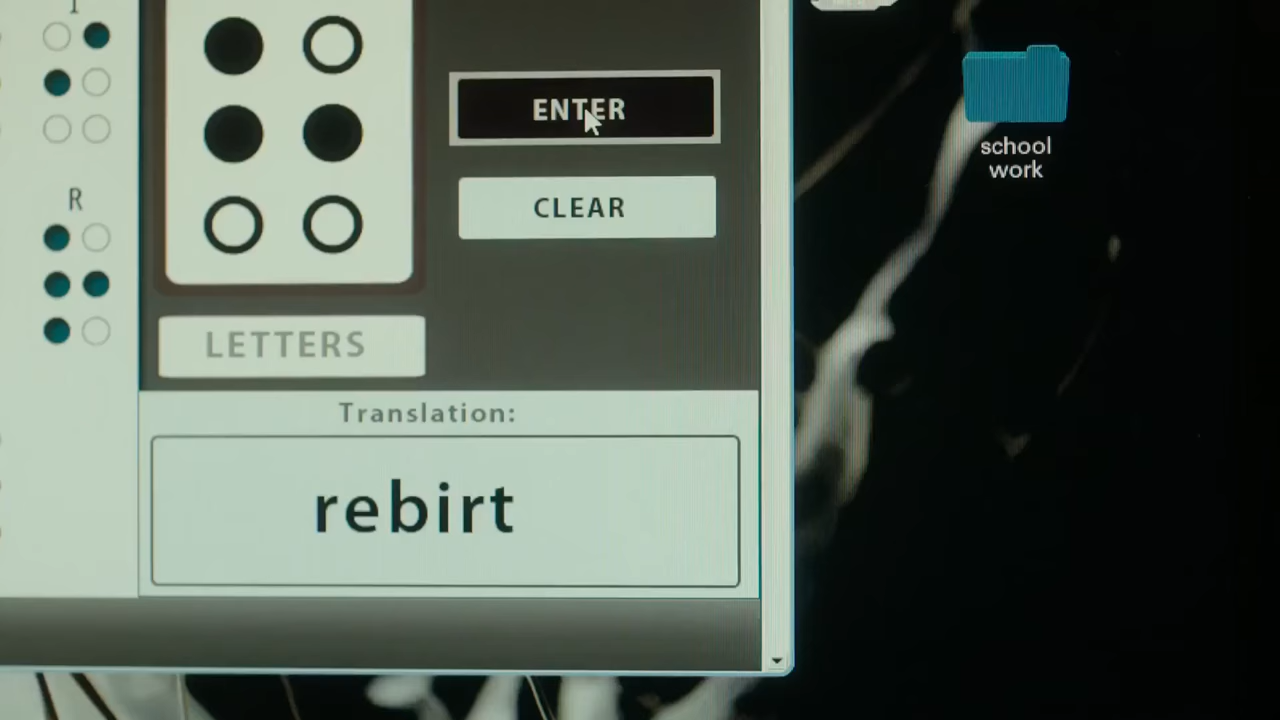 I
R
ENTER
CLEAR
LETTERS
Translation:
rebirt
school
work